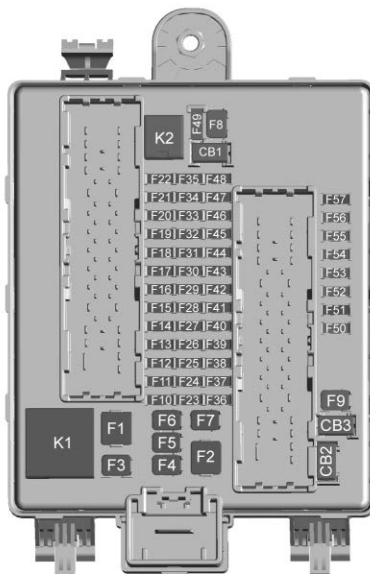 K2 F49 F8
CB1
F22 F35 F48
F21 F34 F47 F57
F20 F33 F46 F56
F19 F32 F45 F55
F18 F31 F44 F54
F17 F30 F43 F53
F16 F29 F42 F52
F15 F28 F41 F51
F14 F27 F40 F50
F13 F26 F39
F12 F25 F38
F11 F24 F37
F10 F23 F36
K1 F1 F6 F7 F9
F5 CB3
F3 F4 F2 CB2